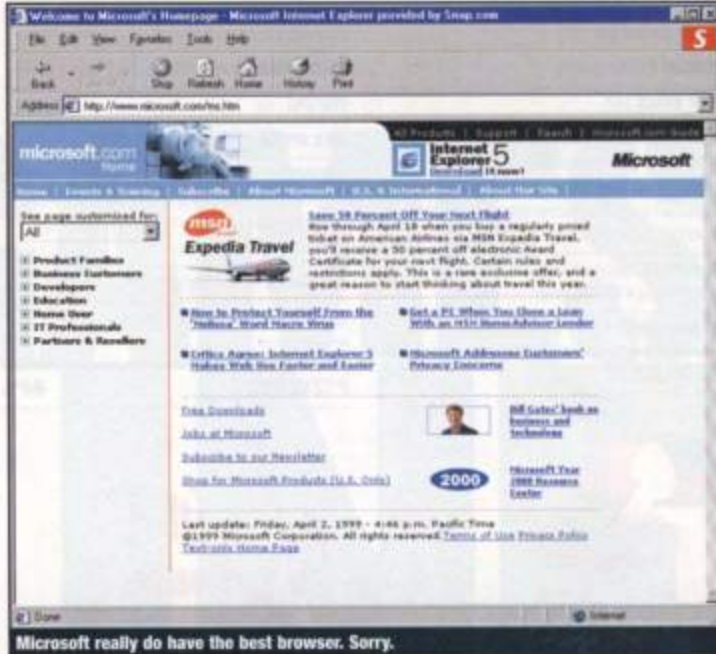 Welcome to Microsoft's Homepage - Microsoft Internet Explorer provided by Snap.com
File Edit View Favorites Tools Help
S
Back Stop Refresh Home History Print
Address http://www.microsoft.com/ms.htm
All Products | Support | Search | microsoft.com Guide
microsoft.com
Home
Internet
Explorer 5
Download it now!
Microsoft
Home | Events & Training | Subscribe | About Microsoft | U.S. & International | About Our Site |
See page customized for:
All
Product Families
Business Customers
Developers
Education
Home User
IT Professionals
Partners & Resellers
msn
Expedia Travel
Save 50 Percent Off Your Next Flight
Now through April 18 when you buy a regularly priced
ticket on American Airlines via MSN Expedia Travel,
you'll receive a 50 percent off electronic Award
Certificate for your next flight. Certain rules and
restrictions apply. This is a rare exclusive offer, and a
great reason to start thinking about travel this year.
How to Protect Yourself From the
'Melissa' Word Macro Virus
Get a PC When You Close a Loan
With an MSN HomeAdvisor Lender
Critics Agree: Internet Explorer 5
Makes Web Use Faster and Easier
Microsoft Addresses Customers'
Privacy Concerns
Free Downloads
Jobs at Microsoft
Subscribe to our Newsletter
Shop for Microsoft Products (U.S. Only)
Bill Gates' book on
business and
technology
2000
Microsoft Year
2000 Resource
Center
Last update: Friday, April 2, 1999 - 4:46 p.m. Pacific Time
©1999 Microsoft Corporation. All rights reserved. Terms of Use Privacy Policy
Text-only Home Page
Done
Internet
Microsoft really do have the best browser. Sorry.